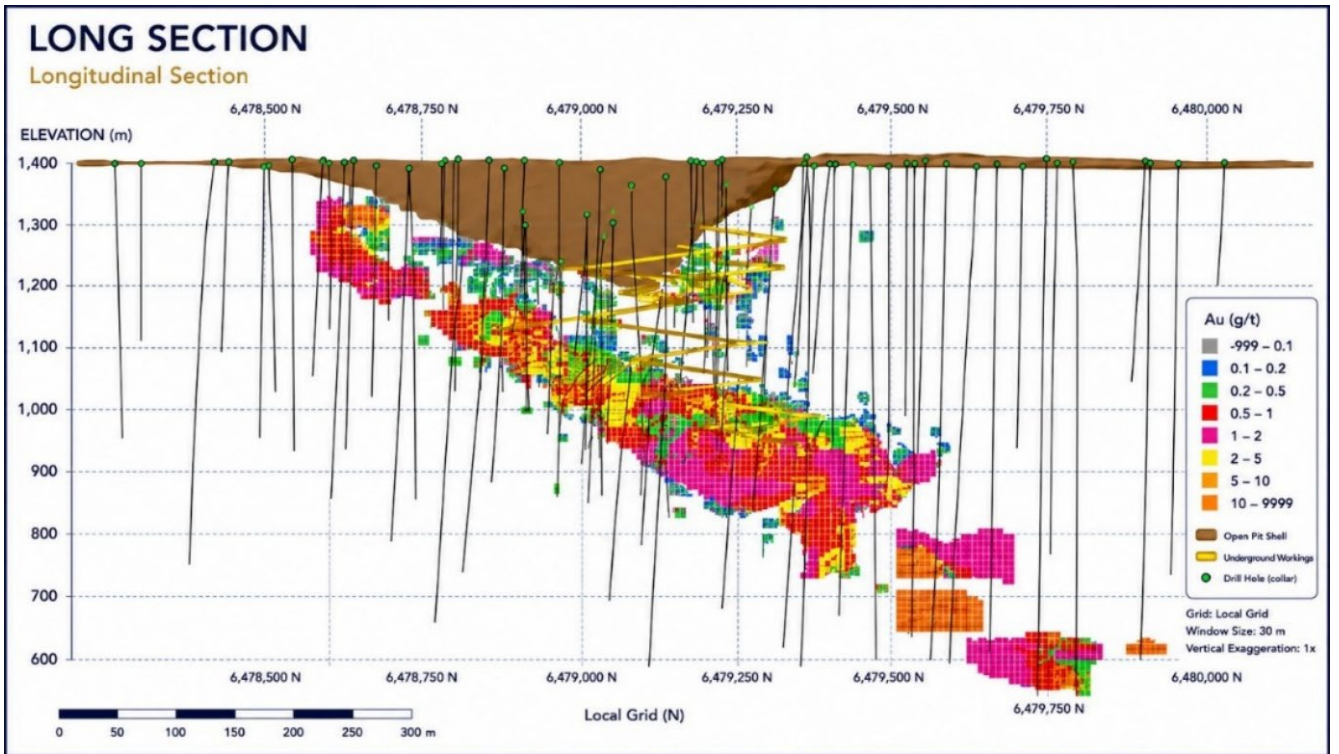 LONG SECTION
Longitudinal Section
6,478,500 N 6,478,750 N 6,479,000 N 6,479,250 N 6,479,500 N 6,479,750 N 6,480,000 N
ELEVATION (m)
1,400
1,300
1,200
1,100
1,000
900
800
700
600
Au (g/t)
-999 – 0.1
0.1 – 0.2
0.2 – 0.5
0.5 – 1
1 – 2
2 – 5
5 – 10
10 – 9999
Open Pit Shell
Underground Workings
Drill Hole (collar)
Grid: Local Grid
Window Size: 30 m
Vertical Exaggeration: 1x
6,478,500 N 6,478,750 N 6,479,000 N 6,479,250 N 6,479,500 N 6,480,000 N
6,479,750 N
Local Grid (N)
0 50 100 150 200 250 300 m